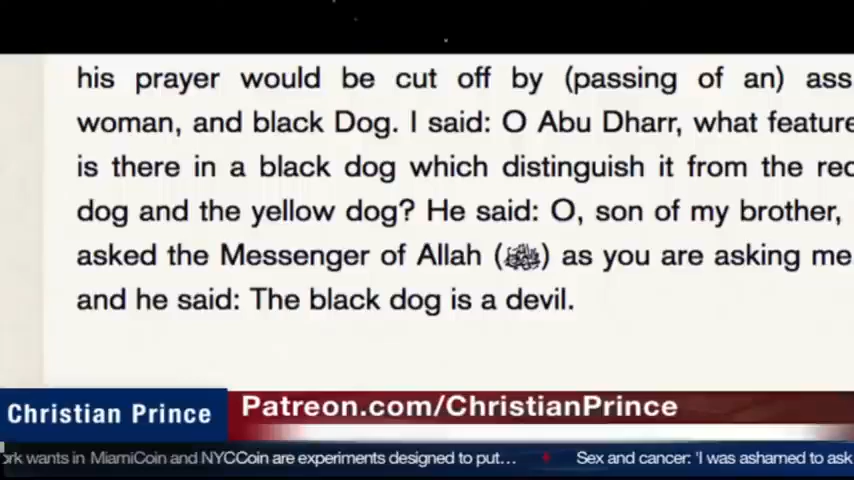 his prayer would be cut off by (passing of an) ass
woman, and black Dog. I said: O Abu Dharr, what feature
is there in a black dog which distinguish it from the red
dog and the yellow dog? He said: O, son of my brother,
asked the Messenger of Allah (ﷺ) as you are asking me
and he said: The black dog is a devil.
Christian Prince
Patreon.com/ChristianPrince
ork wants in MiamiCoin and NYCCoin are experiments designed to put... Sex and cancer: 'I was ashamed to ask